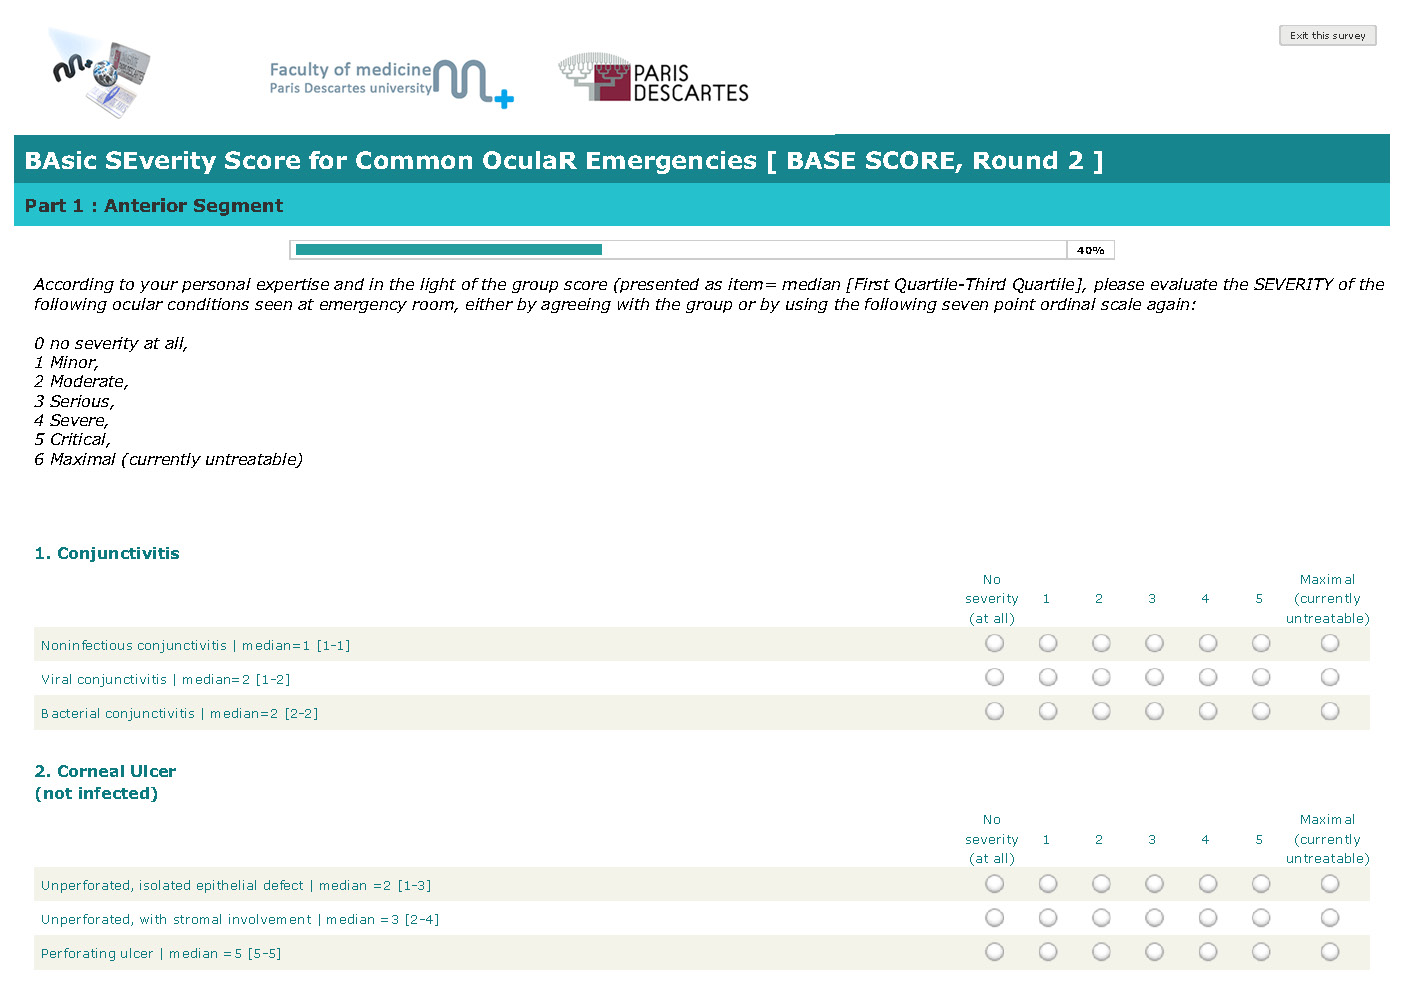 Exit this survey
Faculty of medicine
Paris Descartes university
PARIS
DESCARTES
BAsic SEverity Score for Common OculaR Emergencies [ BASE SCORE, Round 2 ]
Part 1 : Anterior Segment
40%
According to your personal expertise and in the light of the group score (presented as item= median [First Quartile-Third Quartile], please evaluate the SEVERITY of the
following ocular conditions seen at emergency room, either by agreeing with the group or by using the following seven point ordinal scale again:
0 no severity at all,
1 Minor,
2 Moderate,
3 Serious,
4 Severe,
5 Critical,
6 Maximal (currently untreatable)
1. Conjunctivitis
No severity (at all) 1 2 3 4 5 Maximal (currently untreatable)
Noninfectious conjunctivitis | median=1 [1-1]
Viral conjunctivitis | median=2 [1-2]
Bacterial conjunctivitis | median=2 [2-2]
2. Corneal Ulcer
(not infected)
No severity (at all) 1 2 3 4 5 Maximal (currently untreatable)
Unperforated, isolated epithelial defect | median =2 [1-3]
Unperforated, with stromal involvement | median =3 [2-4]
Perforating ulcer | median =5 [5-5]